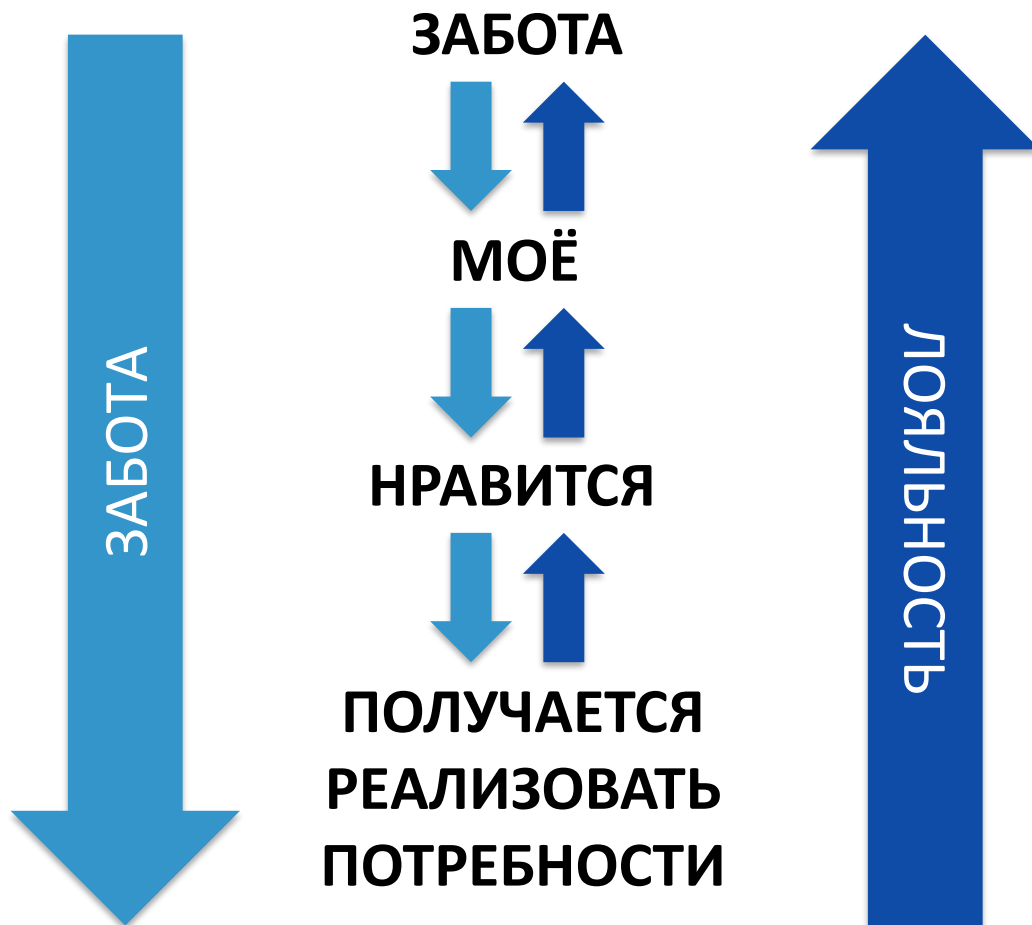 ЗАБОТА
МОЁ
НРАВИТСЯ
ПОЛУЧАЕТСЯ
РЕАЛИЗОВАТЬ
ПОТРЕБНОСТИ
ЗАБОТА
ЛОЯЛЬНОСТЬ